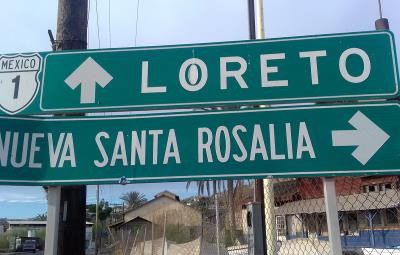 MEXICO
1
LORETO
NUEVA SANTA ROSALIA